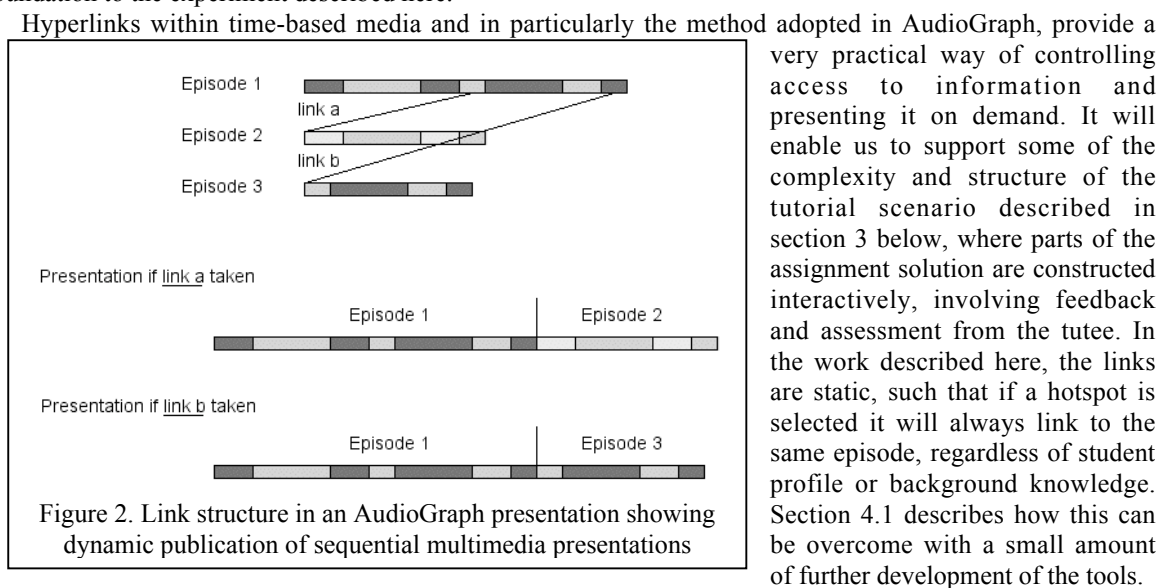 Hyperlinks within time-based media and in particularly the method adopted in AudioGraph, provide a
Episode 1
link a
Episode 2
link b
Episode 3
Presentation if link a taken
Episode 1 Episode 2
Presentation if link b taken
Episode 1 Episode 3
Figure 2. Link structure in an AudioGraph presentation showing
dynamic publication of sequential multimedia presentations
very practical way of controlling
access to information and
presenting it on demand. It will
enable us to support some of the
complexity and structure of the
tutorial scenario described in
section 3 below, where parts of the
assignment solution are constructed
interactively, involving feedback
and assessment from the tutee. In
the work described here, the links
are static, such that if a hotspot is
selected it will always link to the
same episode, regardless of student
profile or background knowledge.
Section 4.1 describes how this can
be overcome with a small amount
of further development of the tools.